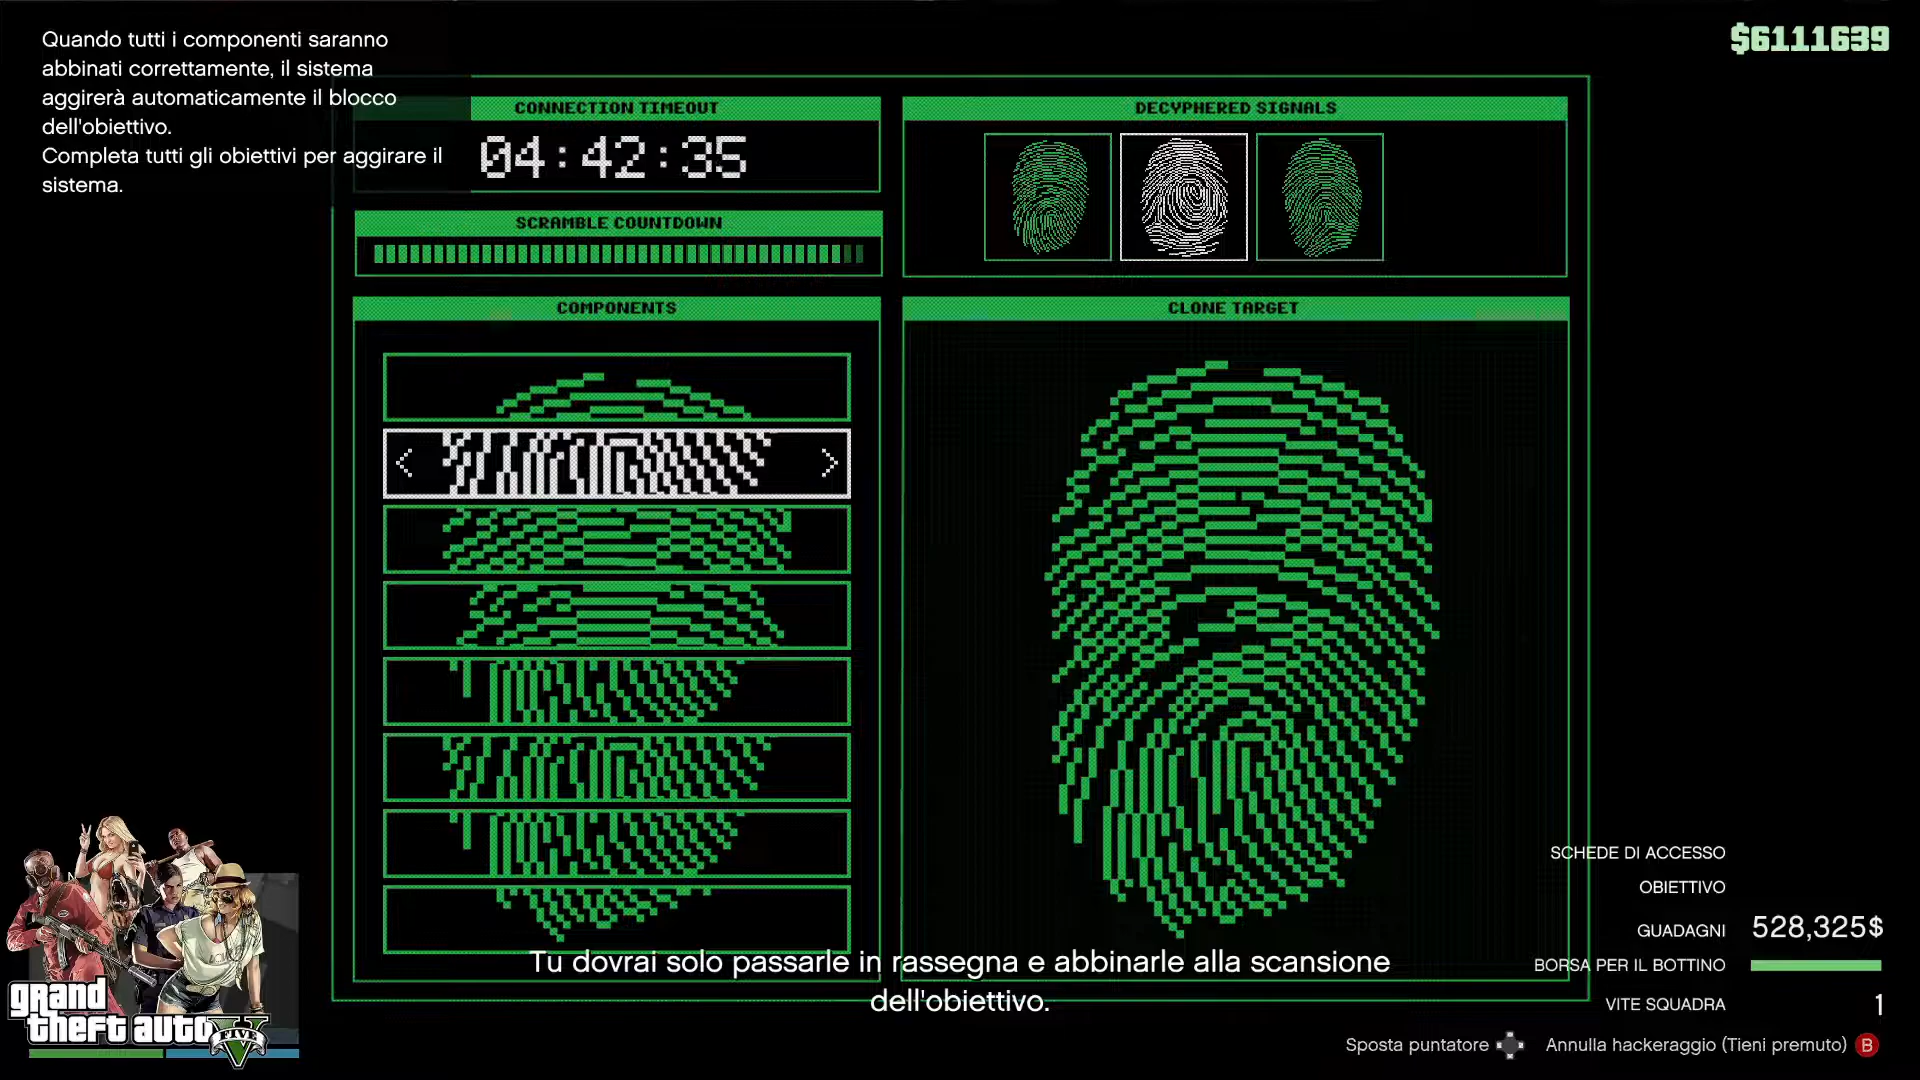 Quando tutti i componenti saranno
abbinati correttamente, il sistema
aggirerà automaticamente il blocco
dell'obiettivo.
Completa tutti gli obiettivi per aggirare il
sistema.
$6111639
CONNECTION TIMEOUT
04:42:35
DECYPHERED SIGNALS
SCRAMBLE COUNTDOWN
COMPONENTS
CLONE TARGET
SCHEDE DI ACCESSO
OBIETTIVO
GUADAGNI 528,325$
BORSA PER IL BOTTINO
VITE SQUADRA 1
Tu dovrai solo passarle in rassegna e abbinarle alla scansione
dell'obiettivo.
Sposta puntatore Annulla hackeraggio (Tieni premuto) B
grand
theft auto
V
FIVE